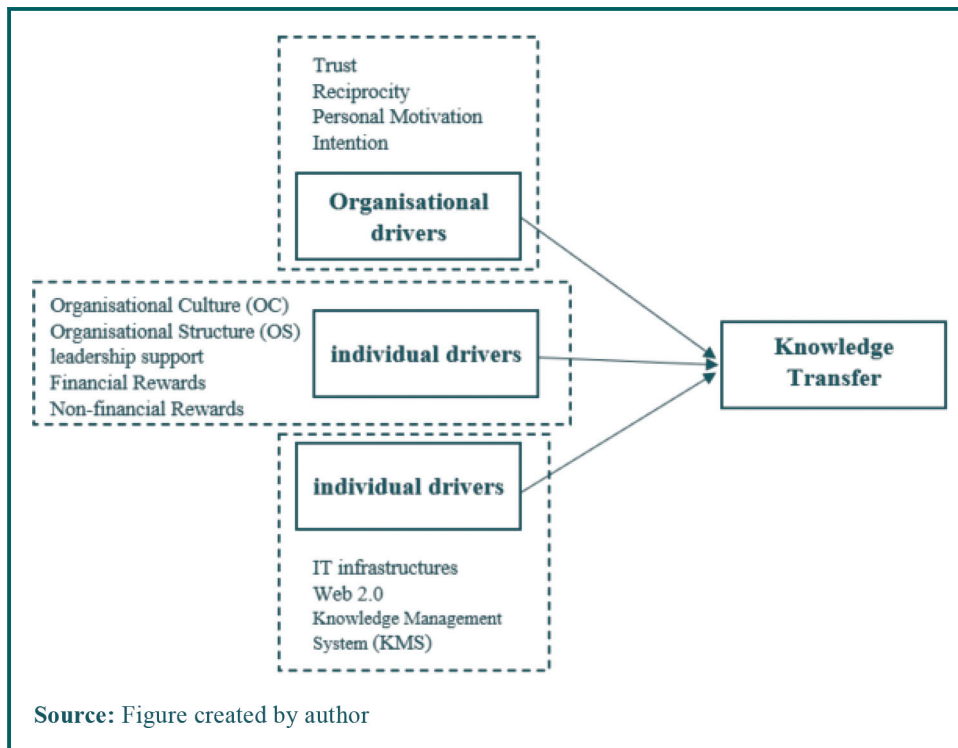 Trust
Reciprocity
Personal Motivation
Intention
Organisational
drivers
Organisational Culture (OC)
Organisational Structure (OS)
leadership support
Financial Rewards
Non-financial Rewards
individual drivers
Knowledge
Transfer
individual drivers
IT infrastructures
Web 2.0
Knowledge Management
System (KMS)
Source: Figure created by author